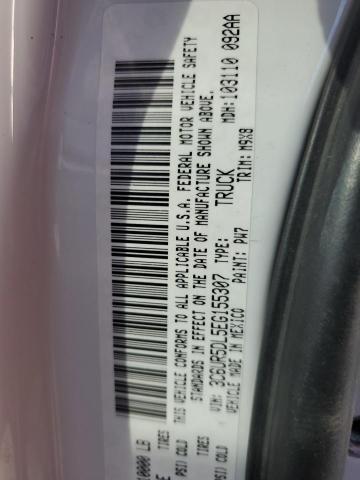 10000 LB
TIRES
PSI/ COLD
TIRES
PSI/ COLD
THIS VEHICLE CONFORMS TO ALL APPLICABLE U.S.A. FEDERAL MOTOR VEHICLE SAFETY
STANDARDS IN EFFECT ON THE DATE OF MANUFACTURE SHOWN ABOVE.
VIN: 3C6UR5DL5EG155307 TYPE: TRUCK MDH: 103110 092AA
VEHICLE MADE IN MEXICO PAINT: PW7 TRIM: M9X8